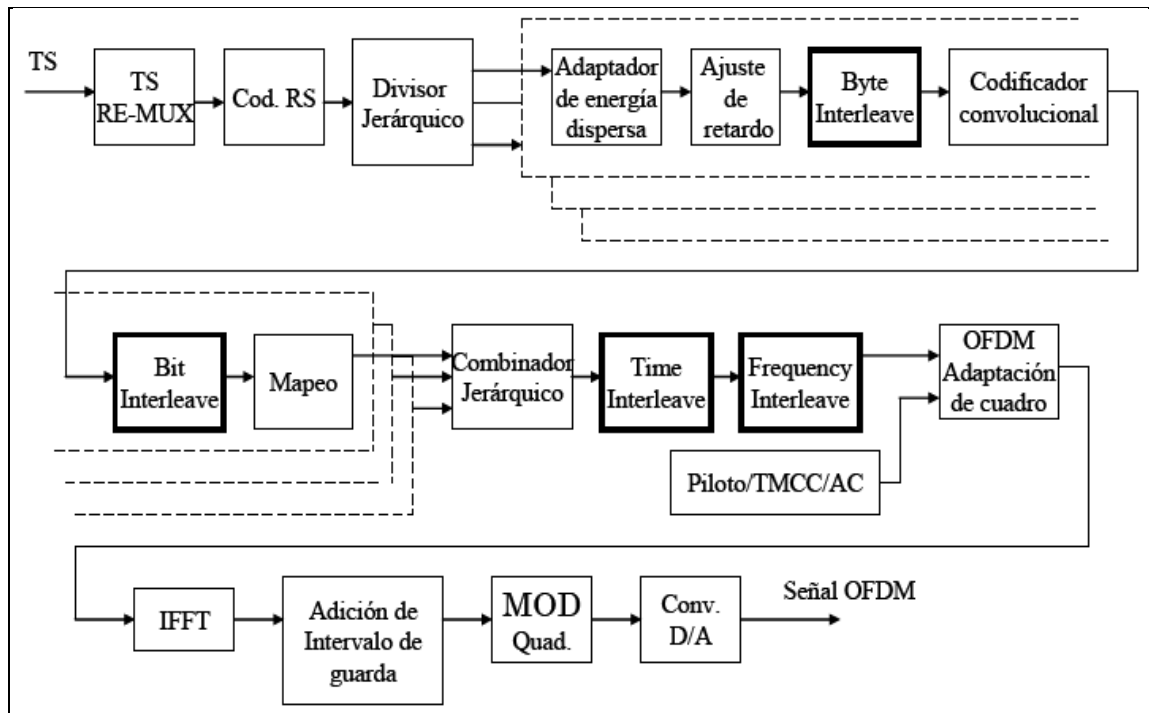 TS
TS
RE-MUX
Cod. RS
Divisor
Jerárquico
Adaptador
de energía
dispersa
Ajuste
de
retardo
Byte
Interleave
Codificador
convolucional
Bit
Interleave
Mapeo
Combinador
Jerárquico
Time
Interleave
Frequency
Interleave
OFDM
Adaptación
de cuadro
Piloto/TMCC/AC
IFFT
Adición de
Intervalo de
guarda
MOD
Quad.
Conv.
D/A
Señal OFDM